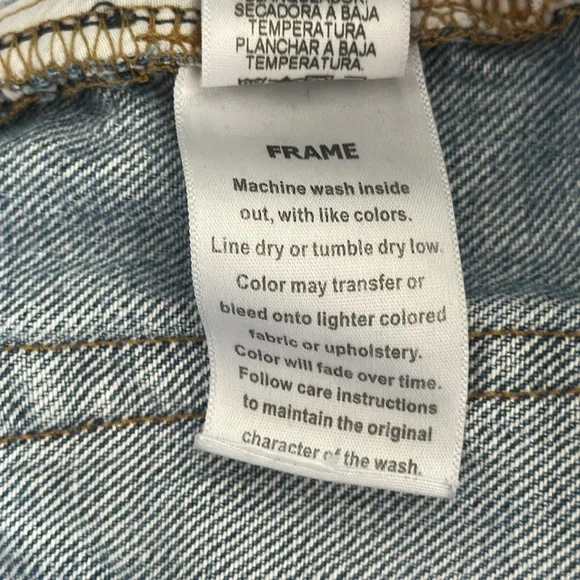 SECADORA A BAJA
TEMPERATURA
PLANCHAR A BAJA
TEMPERATURA.
FRAME
Machine wash inside
out, with like colors.
Line dry or tumble dry low.
Color may transfer or
bleed onto lighter colored
fabric or upholstery.
Color will fade over time.
Follow care instructions
to maintain the original
character of the wash.